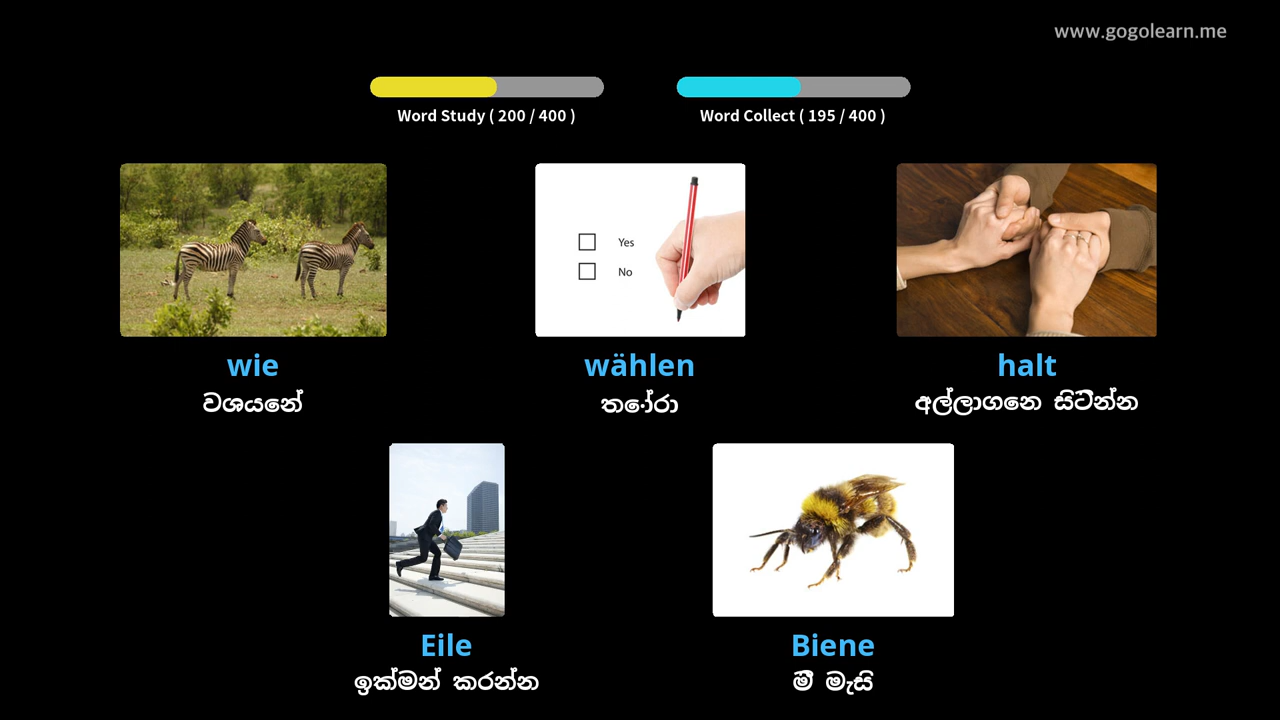 www.gogolearn.me
Word Study ( 200 / 400 )
Word Collect ( 195 / 400 )
Yes
No
wie
wählen
halt
වශයනේ
තෝරා
අල්ලාගනෙ සිටින්න
Eile
Biene
ඉක්මන් කරන්න
මී මැසි